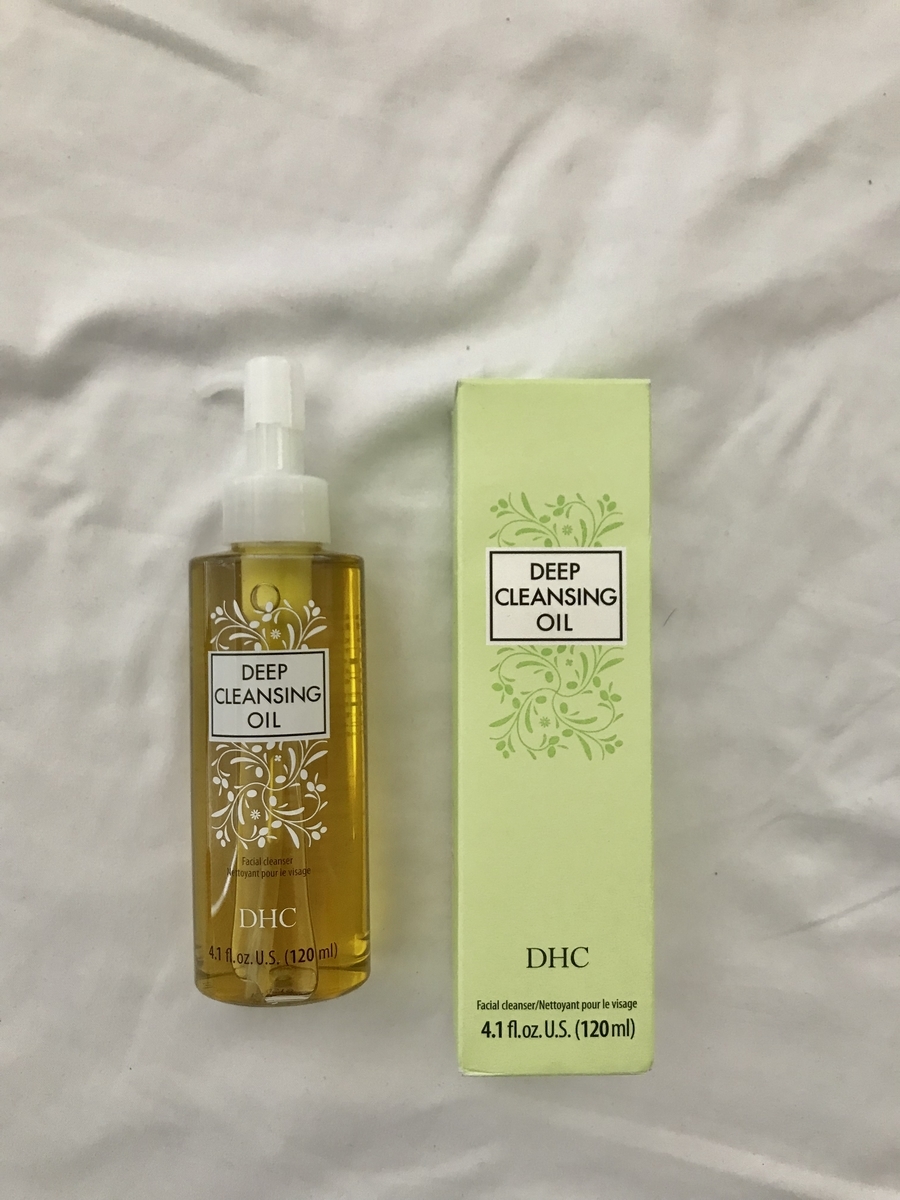 DEEP
CLEANSING
OIL
Facial cleanser
Nettoyant pour le visage
DHC
4.1 fl.oz. U.S. (120 ml)
DEEP
CLEANSING
OIL
DHC
Facial cleanser/Nettoyant pour le visage
4.1 fl.oz. U.S. (120 ml)